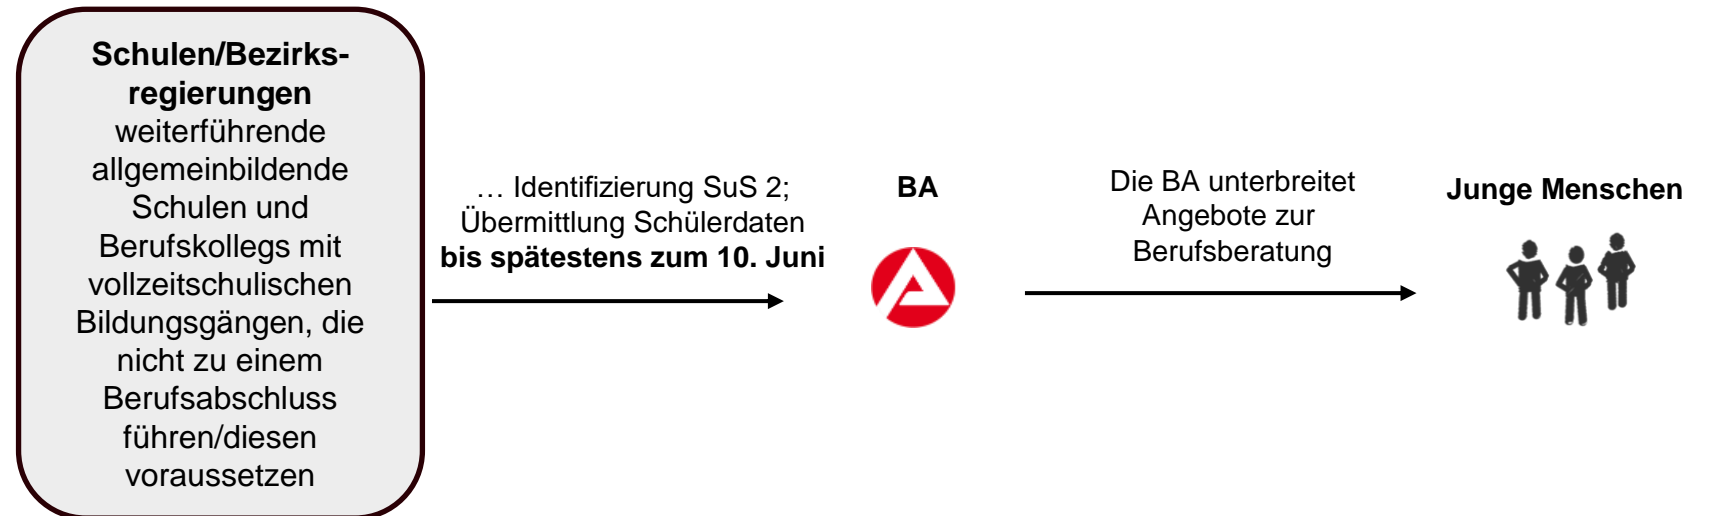 Schulen/Bezirks-
regierungen
weiterführende
allgemeinbildende
Schulen und
Berufskollegs mit
vollzeitschulischen
Bildungsgängen, die
nicht zu einem
Berufsabschluss
führen/diesen
voraussetzen
… Identifizierung SuS 2;
Übermittlung Schülerdaten
bis spätestens zum 10. Juni
BA
Die BA unterbreitet
Angebote zur
Berufsberatung
Junge Menschen